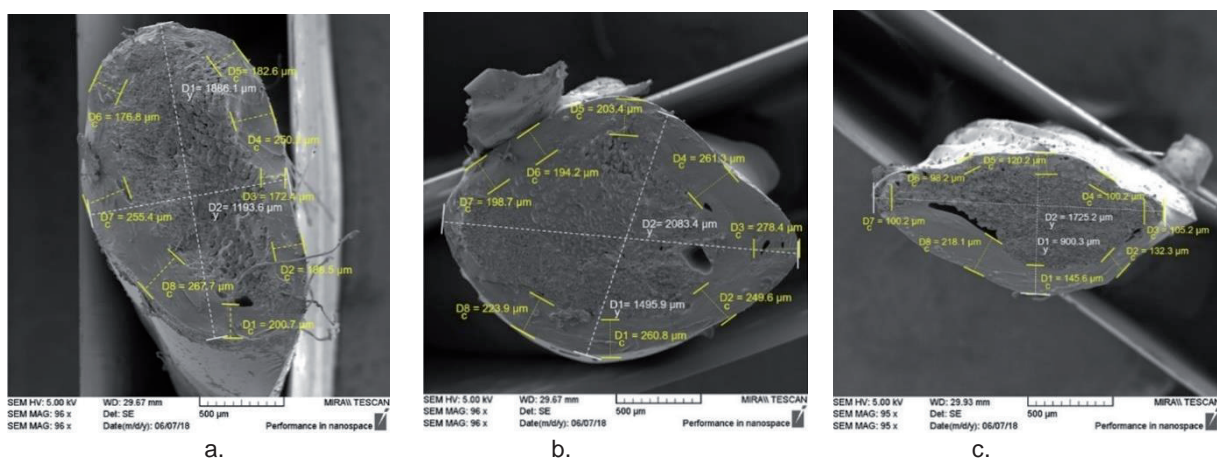 D5 = 182.6 µm
c
D1= 1886.1 µm
y
D6 = 176.8 µm
c
D4 = 250.3 µm
c
D3 = 172.4 µm
c
D2 = 1193.6 µm
y
D7 = 255.4 µm
c
D2 =
c
D8 = 267.7 µm
c
D1 = 200.7 µm
c
SEM HV: 5.00 kV WD: 29.67 mm MIRA\\ TESCAN
SEM MAG: 96 x Det: SE 500 µm
SEM MAG: 96 x Date(m/d/y): 06/07/18 Performance in nanospace
a.
D5 = 203.4 µm
c
D4 = 261.3 µm
c
D6 = 194.2 µm
c
D7 = 198.7 µm
c
D2 = 2083.4 µm
y
D3 = 278.4 µm
c
D8 = 223.9 µm
c
D1= 1495.9 µm
y
D2 = 249.6 µm
c
D1 = 260.8 µm
c
SEM HV: 5.00 kV WD: 29.67 mm MIRA\\ TESCAN
SEM MAG: 96 x Det: SE 500 µm
SEM MAG: 96 x Date(m/d/y): 06/07/18 Performance in nanospace
b.
D5 = 120.2 µm
c
D6 = 98.2 µm
c
D4 = 100.2 µm
c
D7 = 100.2 µm
c
D2 = 1725.2 µm
y
D3 = 105.2 µm
c
D8 = 218.1 µm
c
D1 = 900.3 µm
y
D2 = 132.3 µm
c
D1 = 145.6 µm
c
SEM HV: 5.00 kV WD: 29.93 mm MIRA\\ TESCAN
SEM MAG: 95 x Det: SE 500 µm
SEM MAG: 95 x Date(m/d/y): 06/07/18 Performance in nanospace
c.